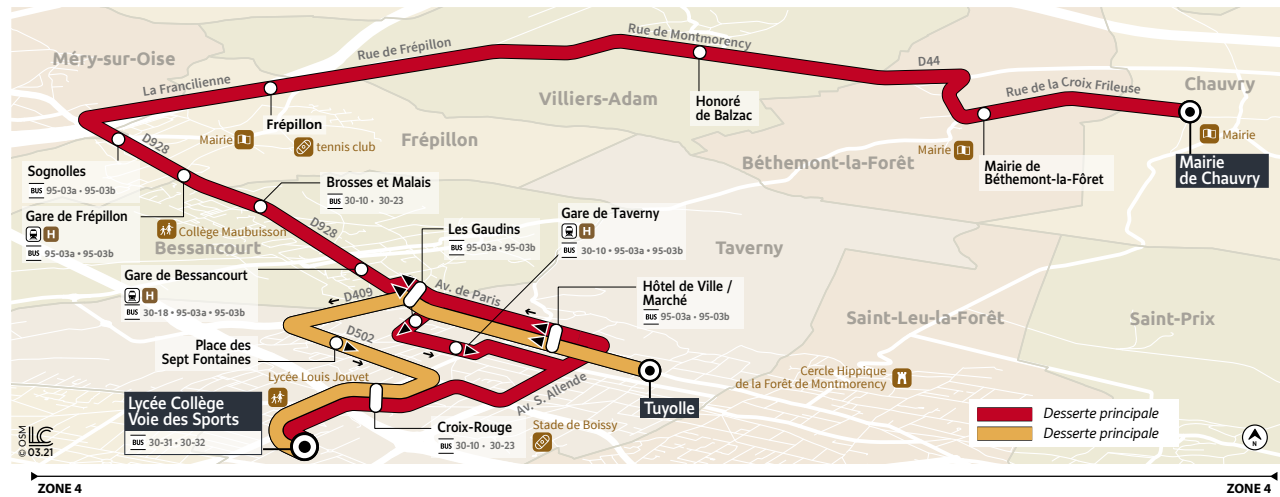 Méry-sur-Oise
La Francilienne
Rue de Frépillon
Rue de Montmorency
D44
Rue de la Croix Frileuse
Chauvry
Villiers-Adam
Honoré
de Balzac
Frépillon
Mairie
tennis club
Frépillon
Béthemont-la-Forêt
Mairie
Mairie de
Béthemont-la-Fôret
Mairie
Mairie
de Chauvry
D928
Sognolles
BUS 95-03a • 95-03b
Gare de Frépillon
H
BUS 95-03a • 95-03b
Brosses et Malais
BUS 30-10 • 30-23
Collège Maubuisson
Bessancourt
D928
Les Gaudins
BUS 95-03a • 95-03b
Gare de Taverny
H
BUS 30-10 • 95-03a • 95-03b
Taverny
Gare de Bessancourt
H
BUS 30-18 • 95-03a • 95-03b
D409
Av. de Paris
Hôtel de Ville /
Marché
BUS 95-03a • 95-03b
Saint-Leu-la-Forêt
Saint-Prix
D502
Place des
Sept Fontaines
Lycée Louis Jouvet
Cercle Hippique
de la Forêt de Montmorency
Lycée Collège
Voie des Sports
BUS 30-31 • 30-32
Av. S. Allende
Tuyolle
Croix-Rouge
BUS 30-10 • 30-23
Stade de Boissy
Desserte principale
Desserte principale
© OSM
LC
03.21
N
ZONE 4
ZONE 4